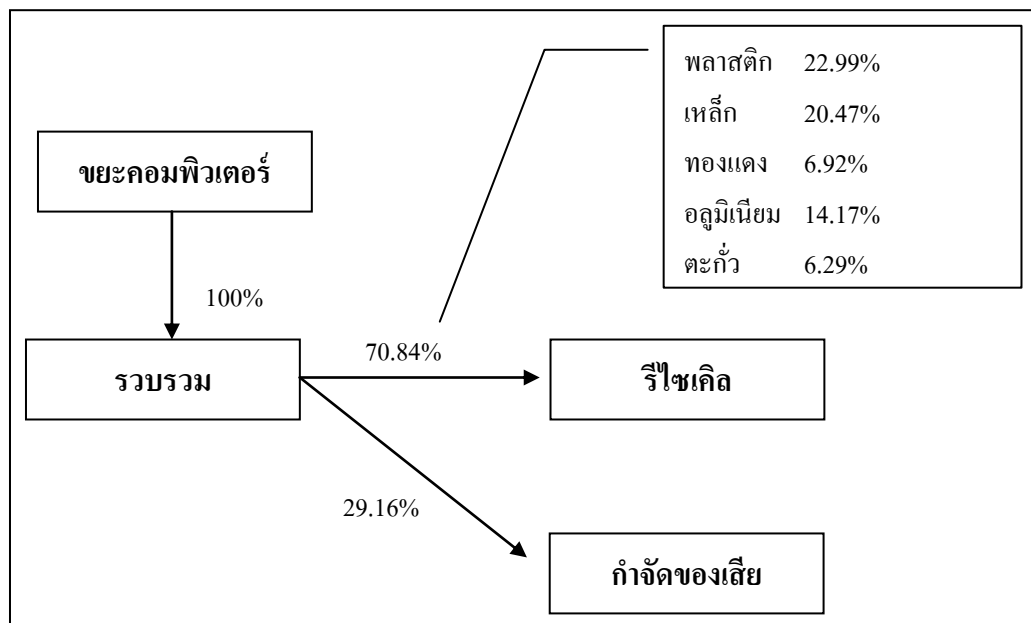 พลาสติก 22.99%
เหล็ก 20.47%
ทองแดง 6.92%
อลูมิเนียม 14.17%
ตะกั่ว 6.29%
ขยะคอมพิวเตอร์
100%
70.84%
รวบรวม
รีไซเคิล
29.16%
กำจัดของเสีย